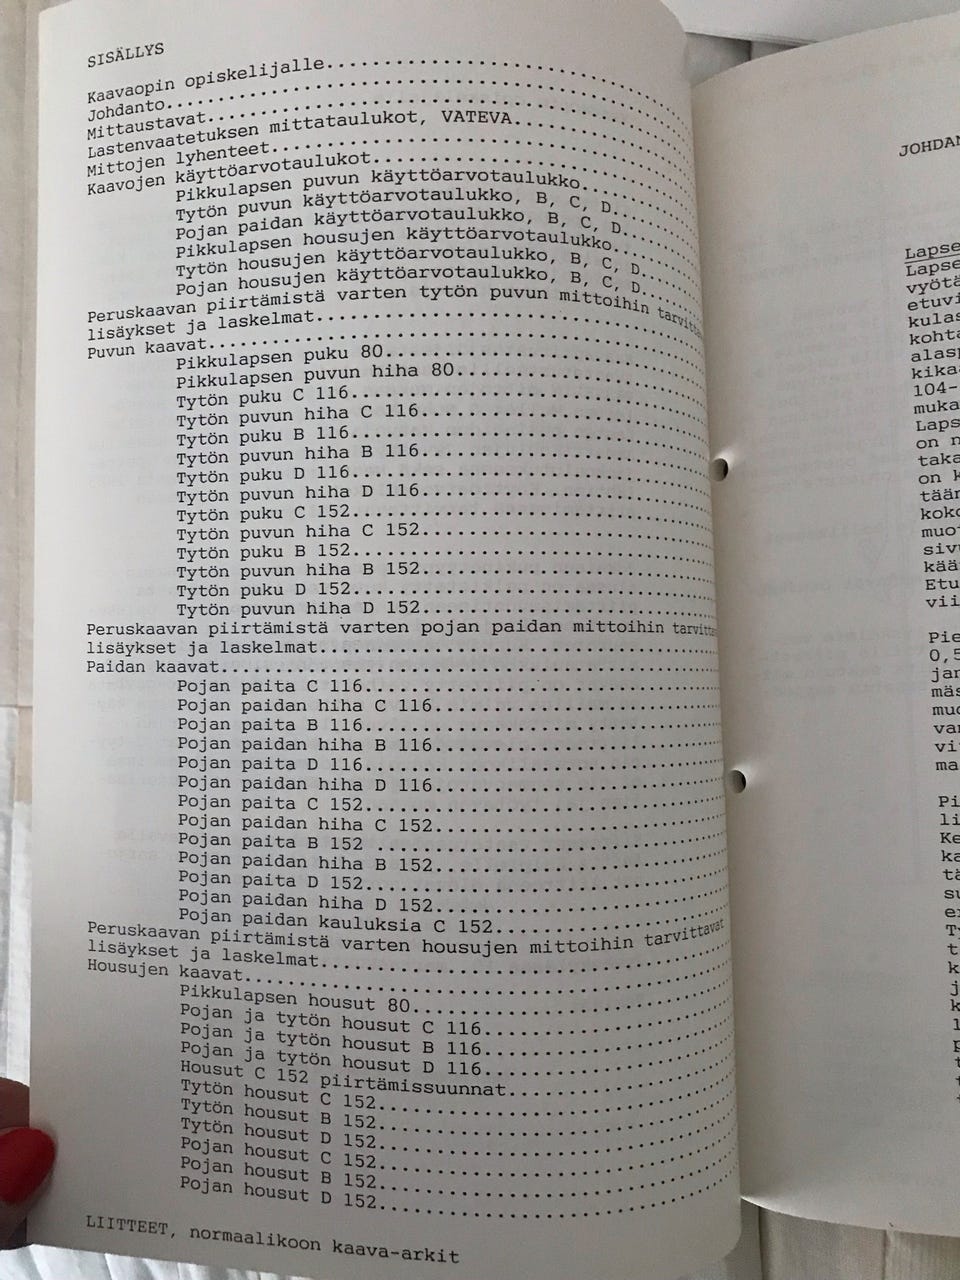 SISÄLLYS
Kaavaopin opiskelijalle
Johdanto
Mittaustavat
Lastenvaatetuksen mittataulukot, VATEVA
Mittojen lyhenteet
Kaavojen käyttöarvotaulukot
Pikkulapsen puvun käyttöarvotaulukko
Tytön puvun käyttöarvotaulukko, B, C, D
Pojan paidan käyttöarvotaulukko, B, C, D
Pikkulapsen housujen käyttöarvotaulukko
Tytön housujen käyttöarvotaulukko, B, C, D
Pojan housujen käyttöarvotaulukko, B, C, D
Peruskaavan piirtämistä varten tytön puvun mittoihin
lisäykset ja laskelmat
Puvun kaavat
Pikkulapsen puku 80
Pikkulapsen puvun hiha 80
Tytön puku C 116
Tytön puvun hiha C 116
Tytön puku B 116
Tytön puvun hiha B 116
Tytön puku D 116
Tytön puvun hiha D 116
Tytön puku C 152
Tytön puvun hiha C 152
Tytön puku B 152
Tytön puvun hiha B 152
Tytön puku D 152
Tytön puvun hiha D 152
Peruskaavan piirtämistä varten pojan paidan mittoihin
lisäykset ja laskelmat
Paidan kaavat
Pojan paita C 116
Pojan paidan hiha C 116
Pojan paita B 116
Pojan paidan hiha B 116
Pojan paita D 116
Pojan paidan hiha D 116
Pojan paita C 152
Pojan paidan hiha C 152
Pojan paita B 152
Pojan paidan hiha B 152
Pojan paita D 152
Pojan paidan hiha D 152
Pojan paidan kauluksia C 152
Peruskaavan piirtämistä varten housujen mittoihin tarvittavat
lisäykset ja laskelmat
Housujen kaavat
Pikkulapsen housut 80
Pojan ja tytön housut C 116
Pojan ja tytön housut B 116
Pojan ja tytön housut D 116
Housut C 152 piirtämissuunnat
Tytön housut C 152
Tytön housut B 152
Tytön housut D 152
Pojan housut C 152
Pojan housut B 152
Pojan housut D 152
LIITTEET, normaalikoon kaava-arkit